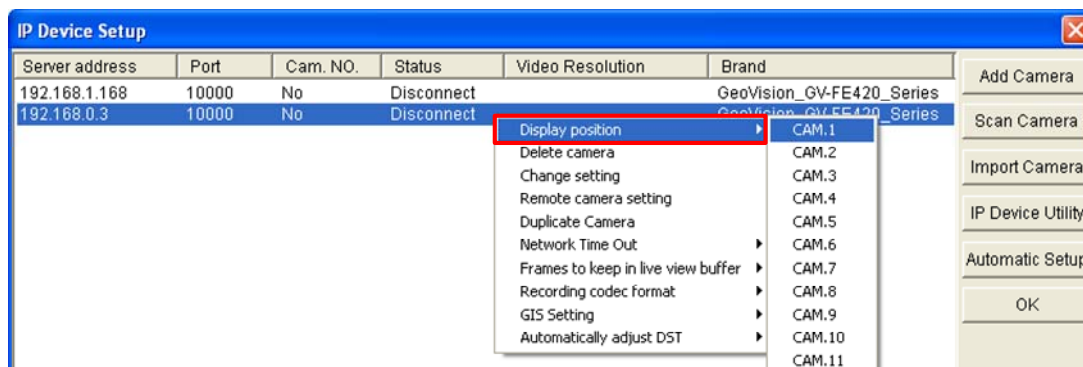 IP Device Setup
Server address Port Cam. NO. Status Video Resolution Brand
192.168.1.168 10000 No Disconnect GeoVision_GV-FE420_Series
192.168.0.3 10000 No Disconnect GeoVision_GV-FE420_Series
Display position
Delete camera
Change setting
Remote camera setting
Duplicate Camera
Network Time Out
Frames to keep in live view buffer
Recording codec format
GIS Setting
Automatically adjust DST
CAM.1
CAM.2
CAM.3
CAM.4
CAM.5
CAM.6
CAM.7
CAM.8
CAM.9
CAM.10
CAM.11
Add Camera
Scan Camera
Import Camera
IP Device Utility
Automatic Setup
OK